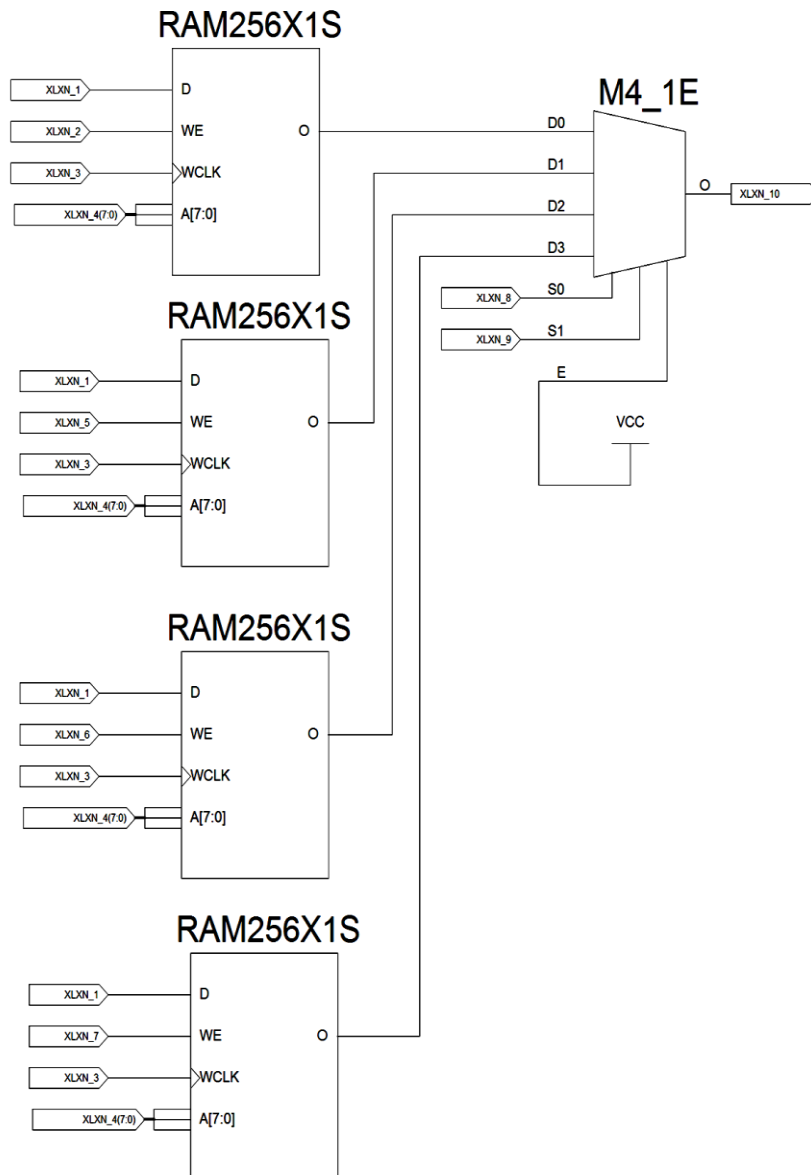 RAM256X1S
XLXN_1
D
XLXN_2
WE
O
XLXN_3
WCLK
XLXN_4(7:0)
A[7:0]
RAM256X1S
XLXN_1
D
XLXN_5
WE
O
XLXN_3
WCLK
XLXN_4(7:0)
A[7:0]
RAM256X1S
XLXN_1
D
XLXN_6
WE
O
XLXN_3
WCLK
XLXN_4(7:0)
A[7:0]
RAM256X1S
XLXN_1
D
XLXN_7
WE
O
XLXN_3
WCLK
XLXN_4(7:0)
A[7:0]
M4_1E
D0
D1
D2
D3
O
XLXN_10
XLXN_8
S0
XLXN_9
S1
E
VCC